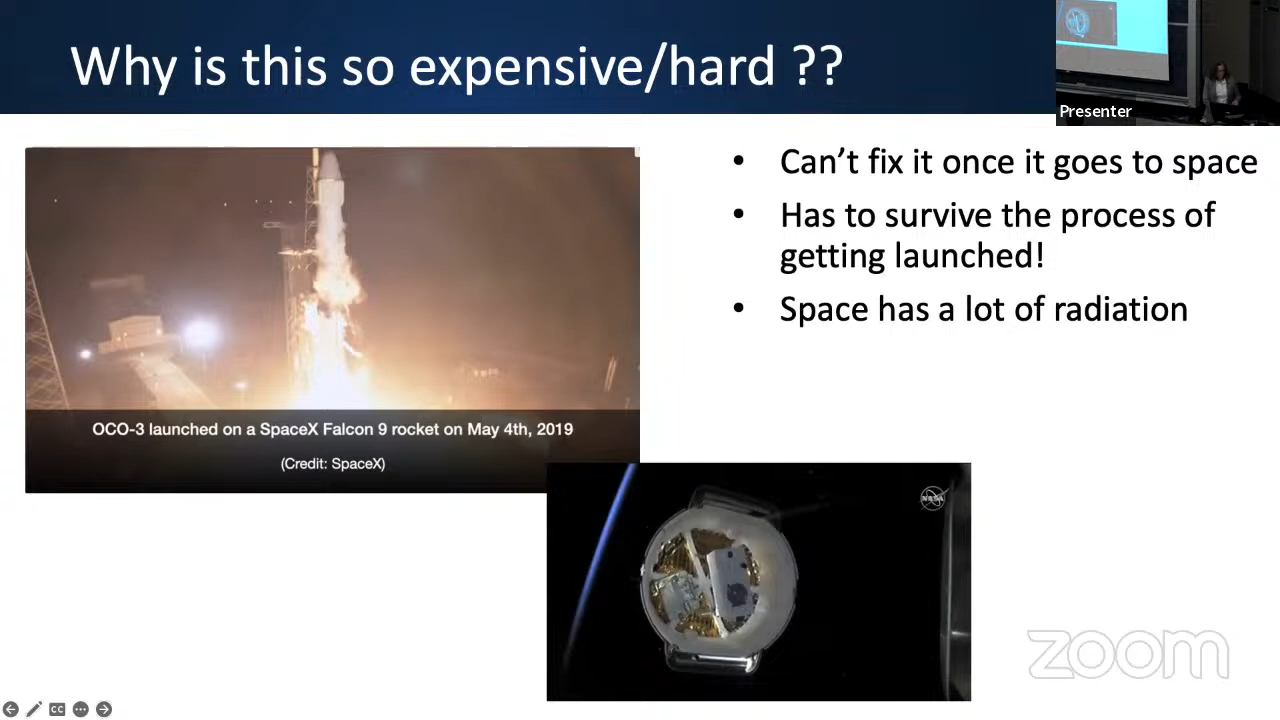 Why is this so expensive/hard ??
Presenter
• Can’t fix it once it goes to space
• Has to survive the process of
getting launched!
• Space has a lot of radiation
OCO-3 launched on a SpaceX Falcon 9 rocket on May 4th, 2019
(Credit: SpaceX)
NASA
CC
zoom